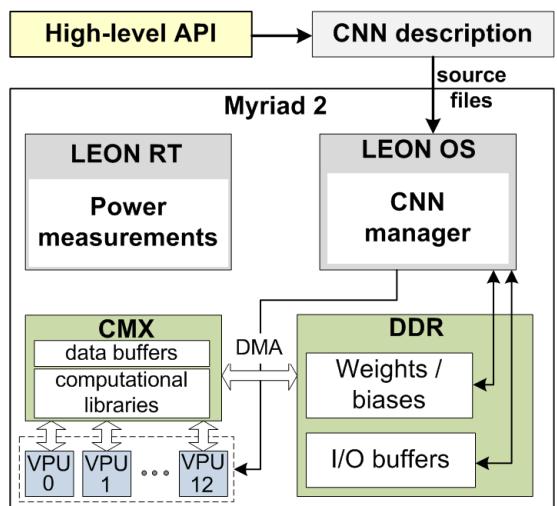 High-level API
CNN description
source
files
Myriad 2
LEON RT
Power
measurements
LEON OS
CNN
manager
CMX
data buffers
computational
libraries
DMA
DDR
Weights /
biases
I/O buffers
VPU
0
VPU
1
VPU
12